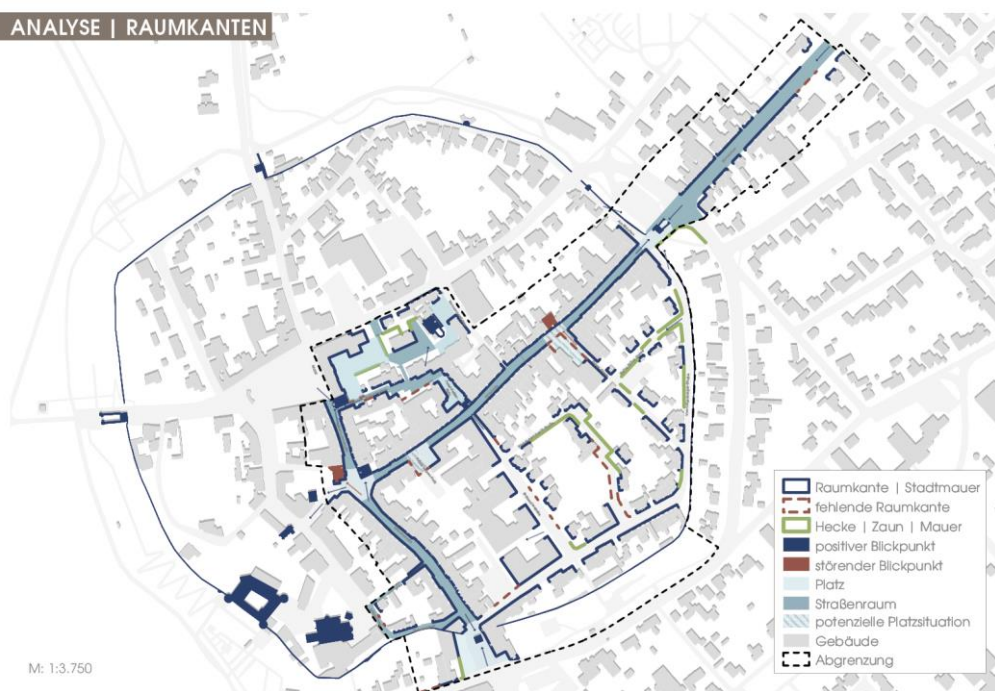 ANALYSE | RAUMKANTEN
Raumkante | Stadtmauer
fehlende Raumkante
Hecke | Zaun | Mauer
positiver Blickpunkt
störender Blickpunkt
Platz
Straßenraum
potenzielle Platzsituation
Gebäude
Abgrenzung
M: 1:3.750